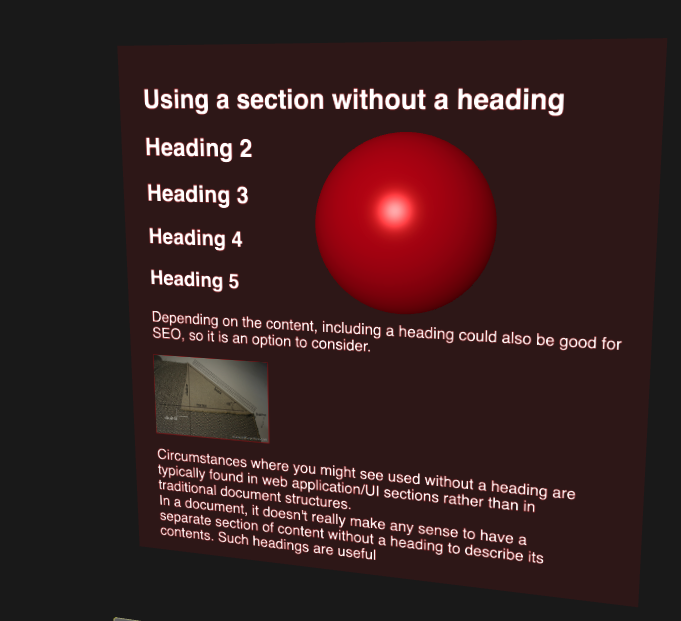 Using a section without a heading
Heading 2
Heading 3
Heading 4
Heading 5
Depending on the content, including a heading could also be good for
SEO, so it is an option to consider.
Circumstances where you might see used without a heading are
typically found in web application/UI sections rather than in
traditional document structures.
In a document, it doesn't really make any sense to have a
separate section of content without a heading to describe its
contents. Such headings are useful